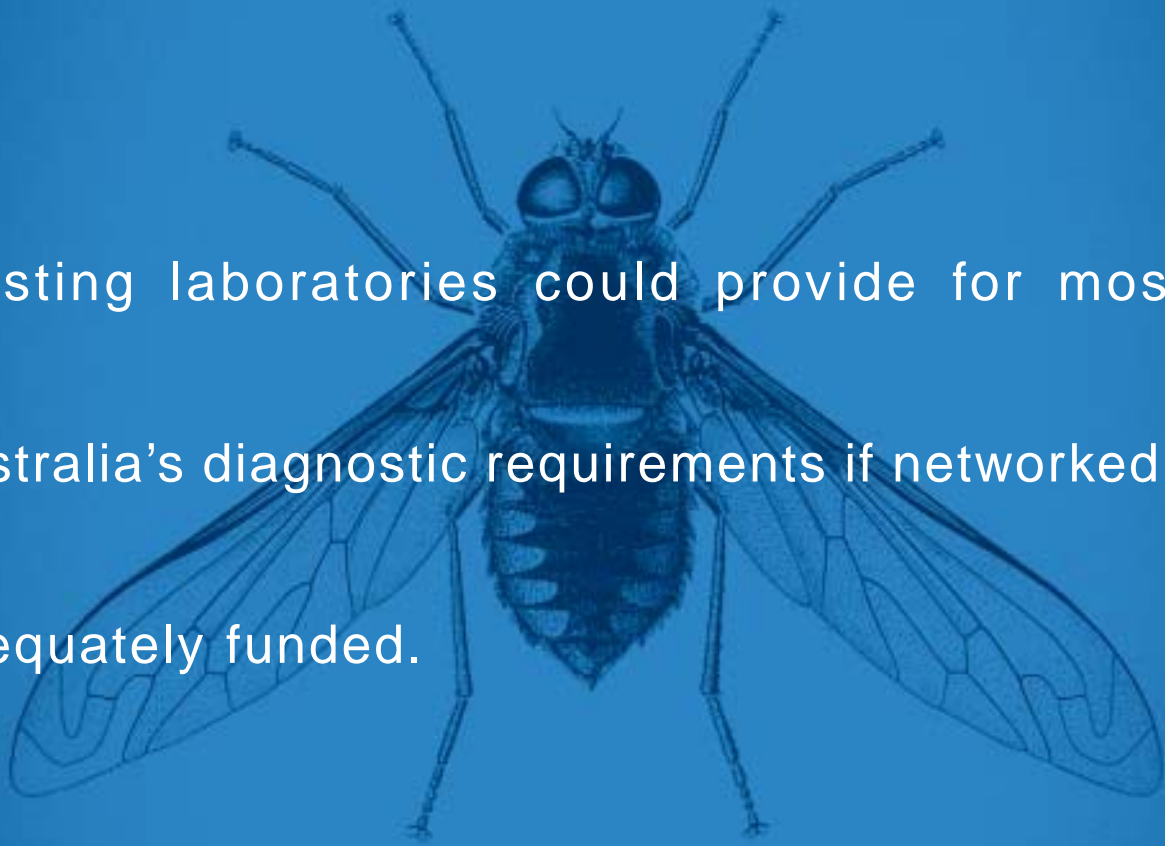 sting laboratories could provide for mos
stralia’s diagnostic requirements if networked
equately funded.